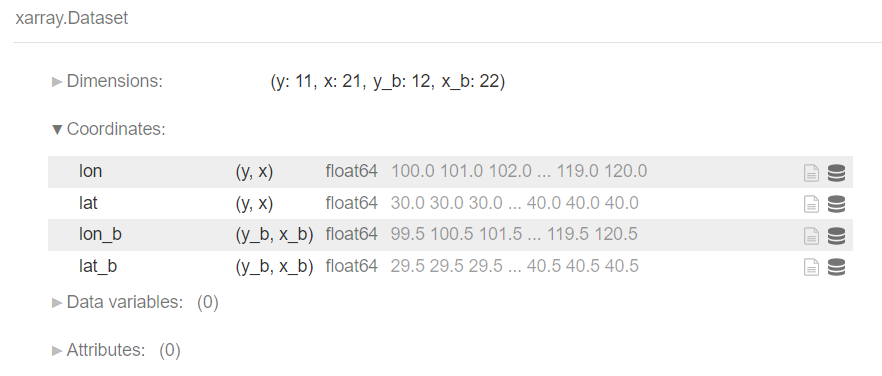 xarray.Dataset
▶ Dimensions: (y: 11, x: 21, y_b: 12, x_b: 22)
▼ Coordinates:
lon (y, x) float64 100.0 101.0 102.0 ... 119.0 120.0
lat (y, x) float64 30.0 30.0 30.0 ... 40.0 40.0 40.0
lon_b (y_b, x_b) float64 99.5 100.5 101.5 ... 119.5 120.5
lat_b (y_b, x_b) float64 29.5 29.5 29.5 ... 40.5 40.5 40.5
▶ Data variables: (0)
▶ Attributes: (0)